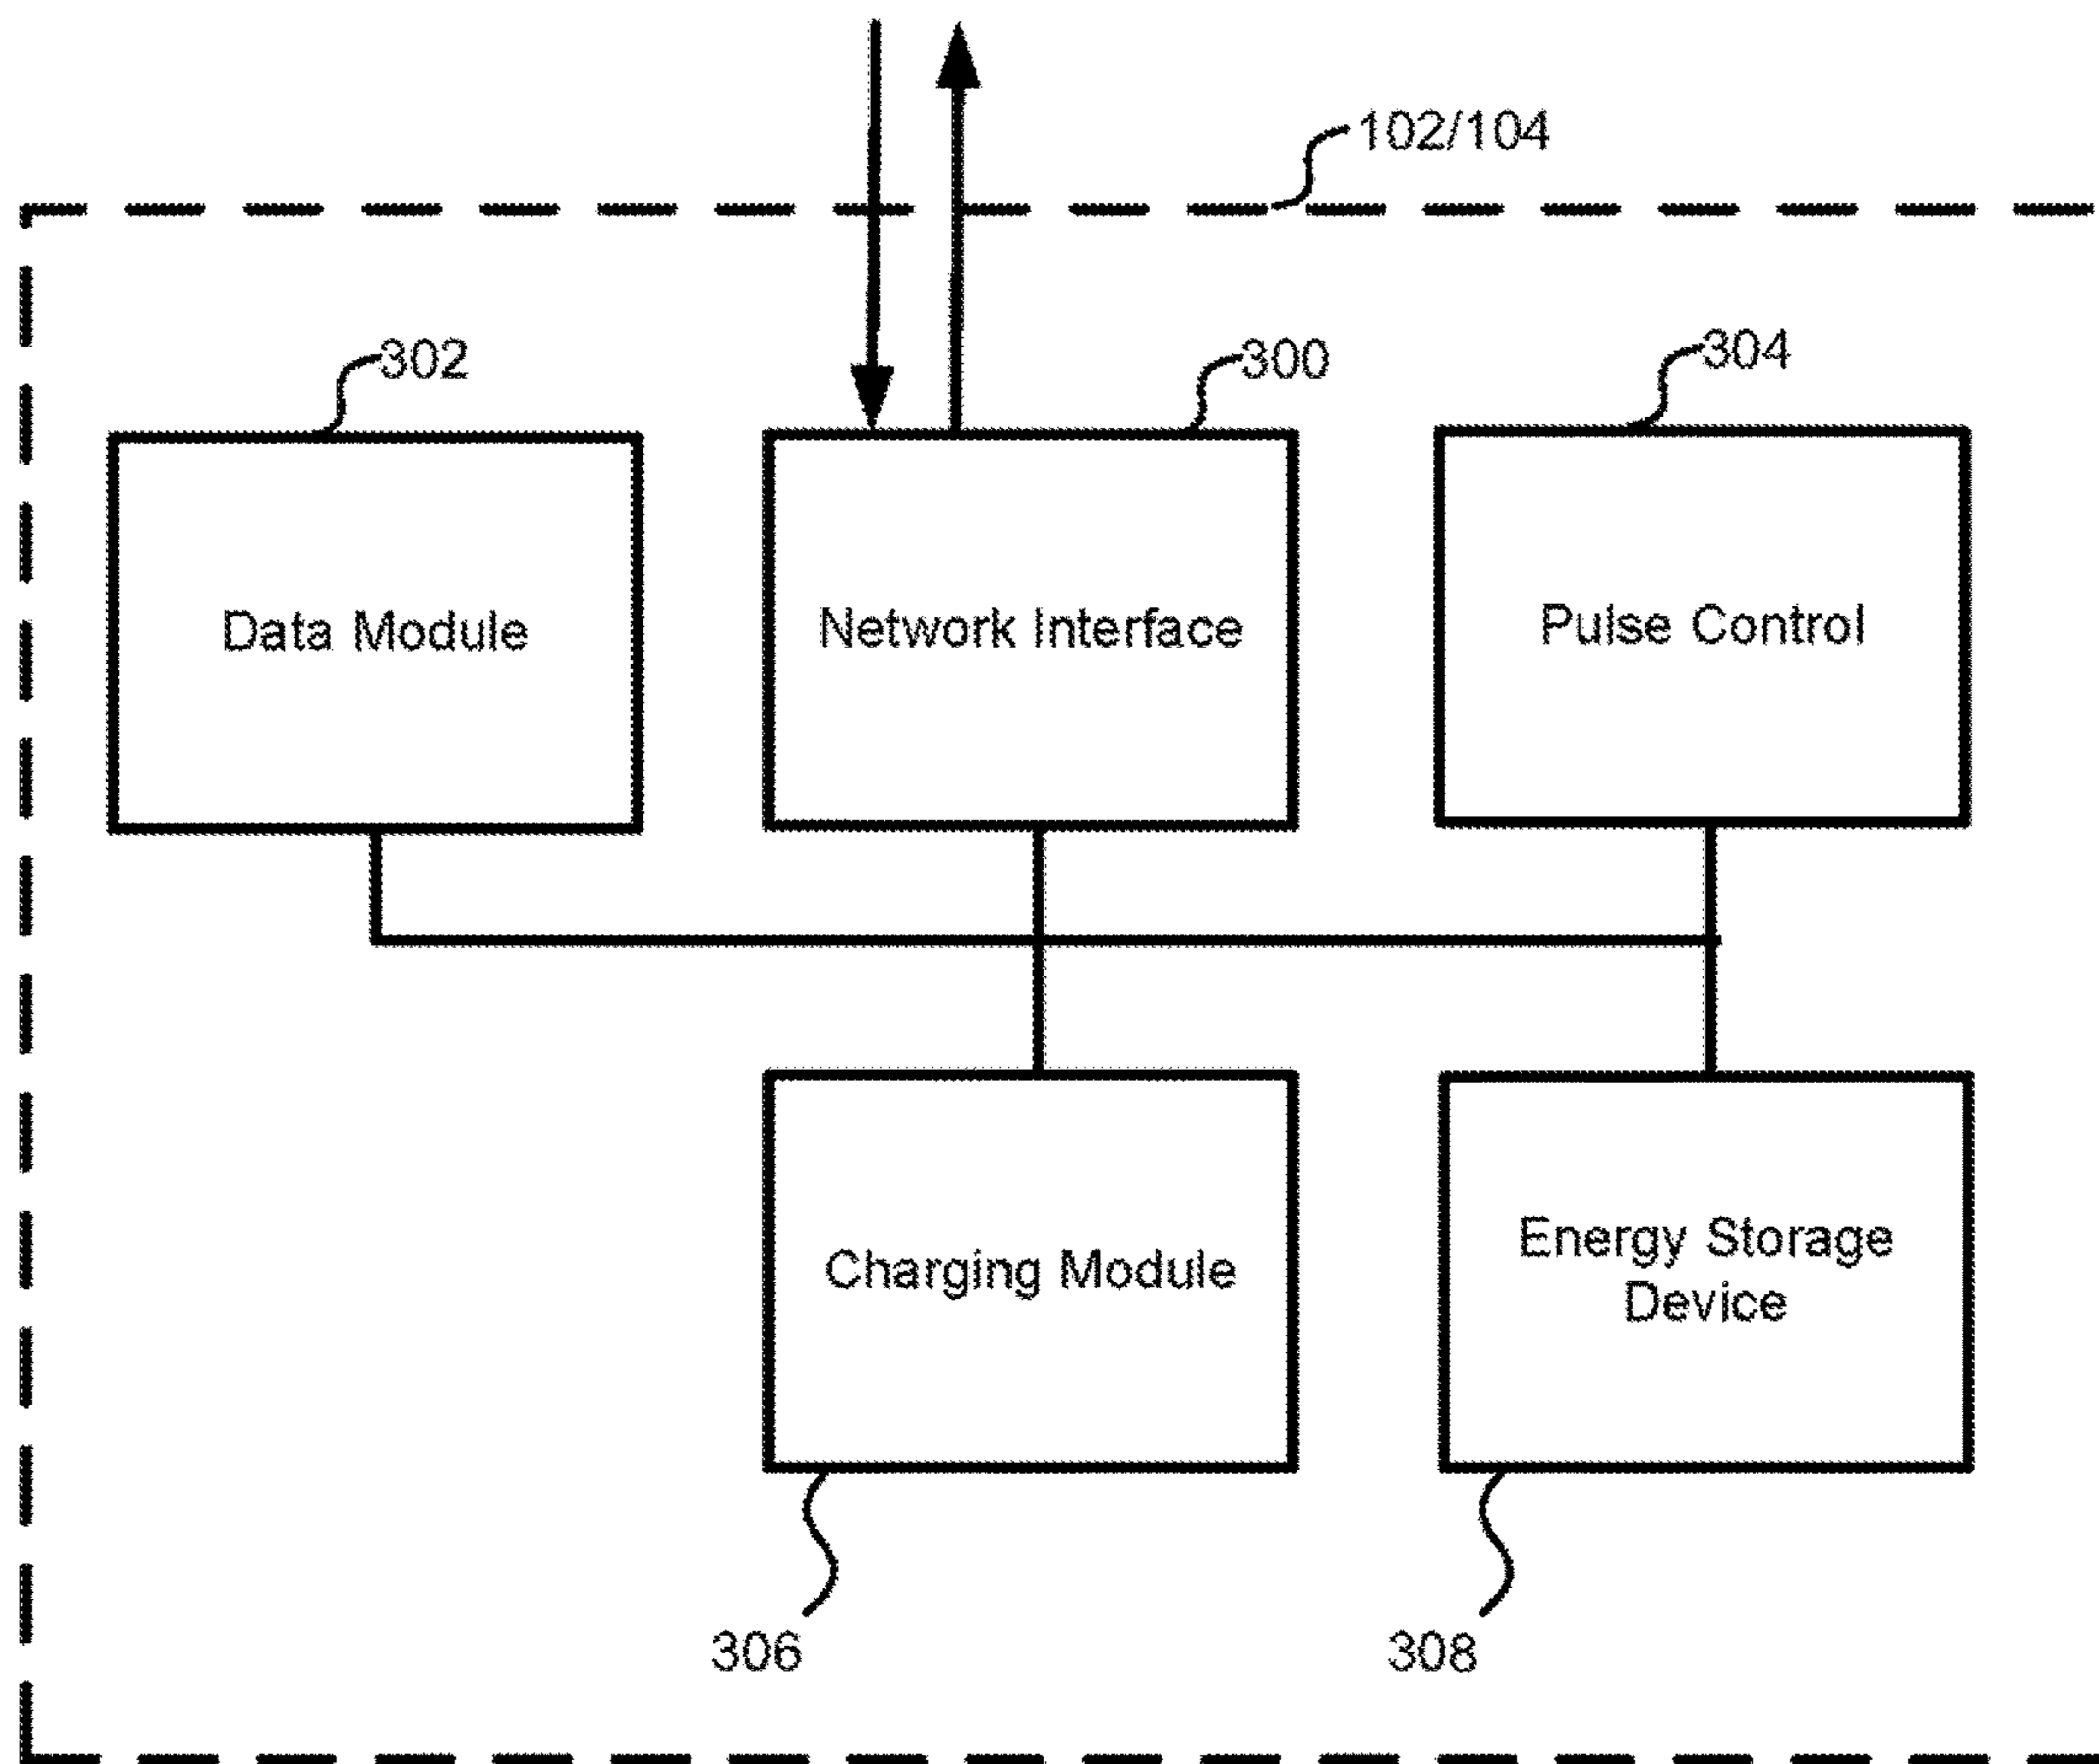 102/104
302
300
304
Data Module
Network Interface
Pulse Control
Charging Module
Energy Storage
Device
306
308